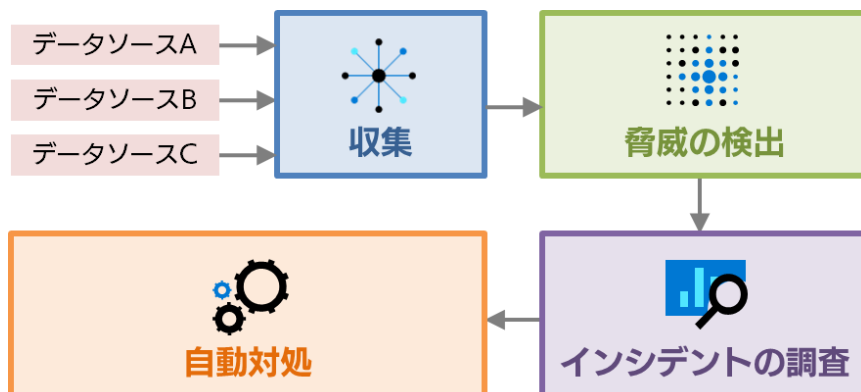 データソースA
データソースB
データソースC
収集
脅威の検出
インシデントの調査
自動対処